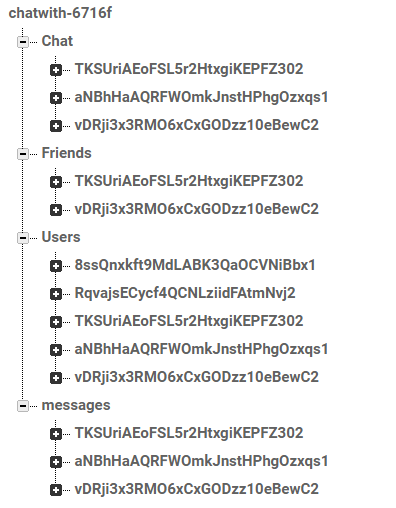 chatwith-6716f
Chat
TKSUriAEoFSL5r2HtxgiKEPFZ302
aNBhHaAQRFWOmkJnstHPhgOzxqs1
vDRji3x3RMO6xCxGODzz10eBewC2
Friends
TKSUriAEoFSL5r2HtxgiKEPFZ302
vDRji3x3RMO6xCxGODzz10eBewC2
Users
8ssQnxkft9MdLABK3QaOCVNiBbx1
RqvajsECycf4QCNLziidFAtmNvj2
TKSUriAEoFSL5r2HtxgiKEPFZ302
aNBhHaAQRFWOmkJnstHPhgOzxqs1
vDRji3x3RMO6xCxGODzz10eBewC2
messages
TKSUriAEoFSL5r2HtxgiKEPFZ302
aNBhHaAQRFWOmkJnstHPhgOzxqs1
vDRji3x3RMO6xCxGODzz10eBewC2